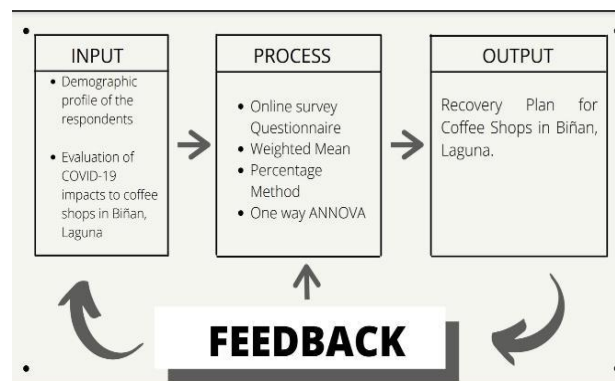 INPUT
• Demographic
profile of the
respondents
• Evaluation of
COVID-19
impacts to coffee
shops in Biñan,
Laguna
PROCESS
• Online survey
Questionnaire
• Weighted Mean
• Percentage
Method
• One way ANNOVA
OUTPUT
Recovery Plan for
Coffee Shops in Biñan,
Laguna.
FEEDBACK